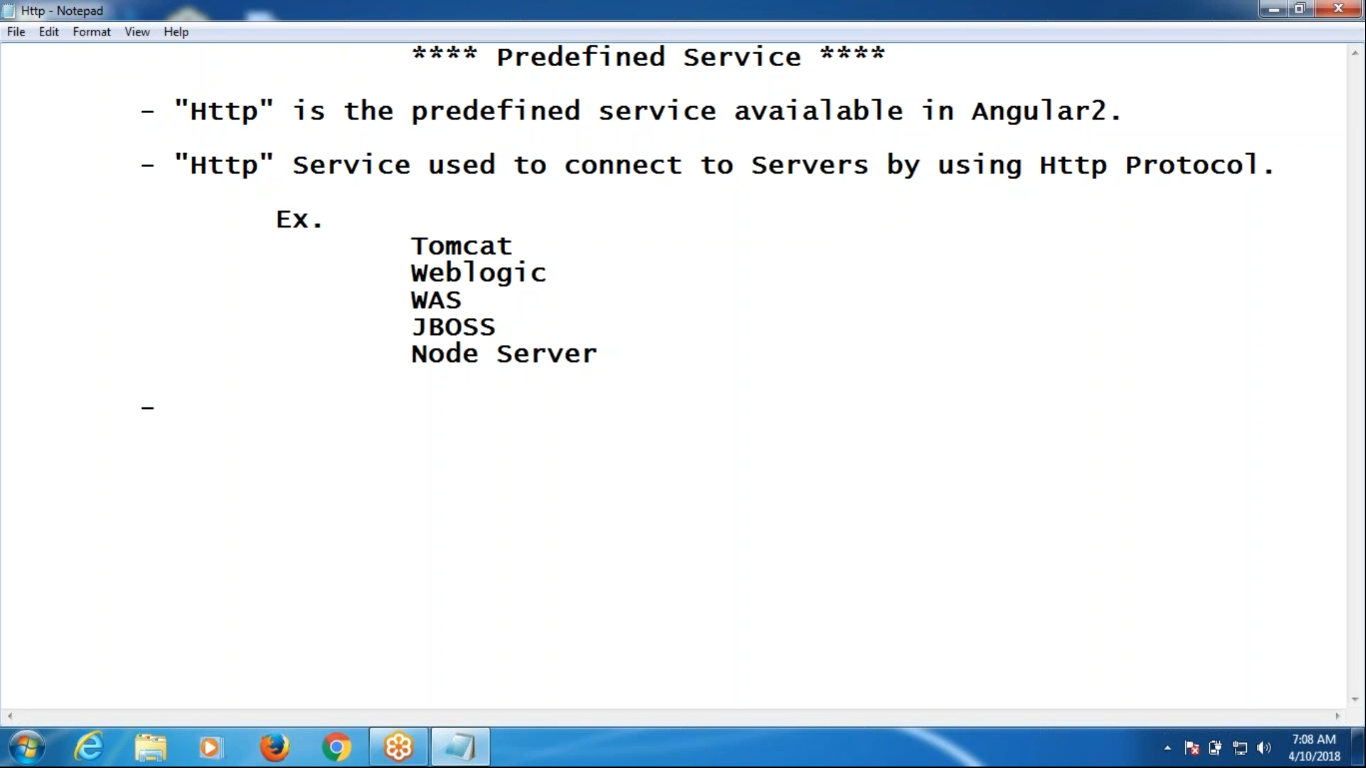 Http - Notepad
File Edit Format View Help
**** Predefined Service ****
- "Http" is the predefined service avaialable in Angular2.
- "Http" Service used to connect to Servers by using Http Protocol.
Ex.
Tomcat
Weblogic
WAS
JBOSS
Node Server
-
7:08 AM
4/10/2018